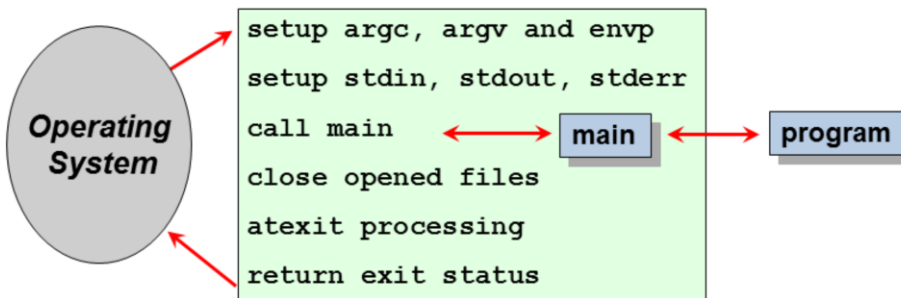 setup argc, argv and envp
setup stdin, stdout, stderr
Operating
System
call main
main
program
close opened files
atexit processing
return exit status